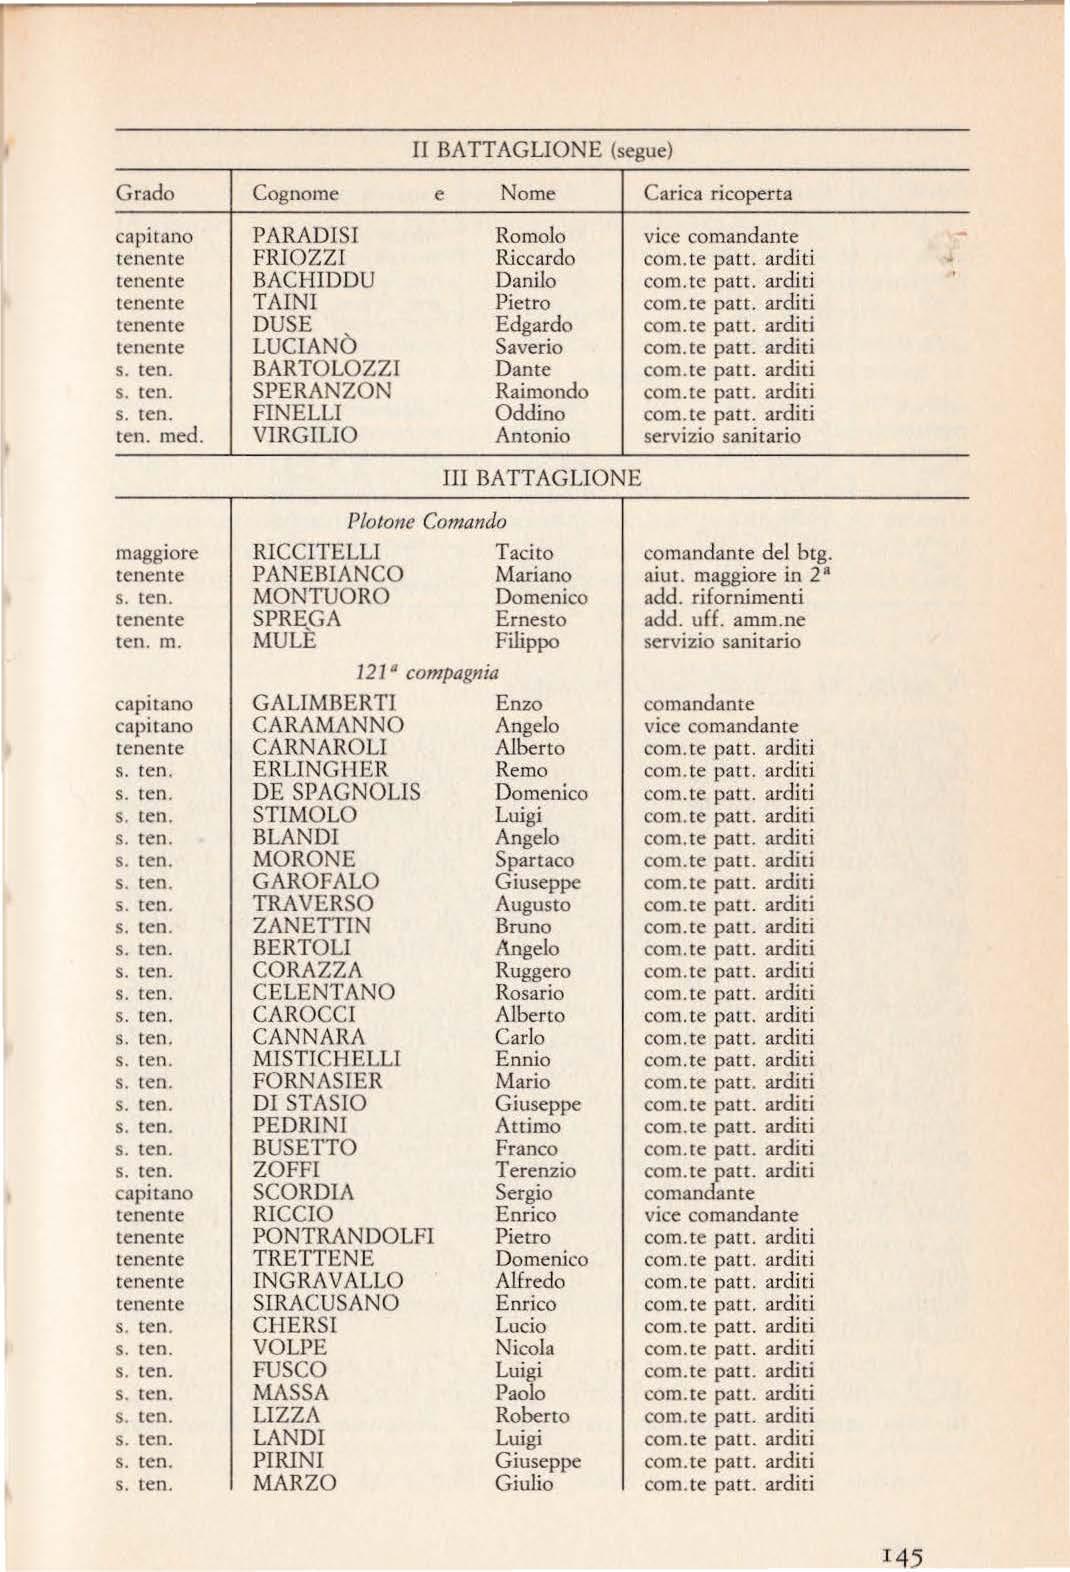 II BATTAGLIONE (segue)
Grado Cognome e Nome Carica ricoperta
capitano PARADISI Romolo vice comandante
tenente FRIOZZI Riccardo com.te patt. arditi
tenente BACHIDDU Danilo com.te patt. arditi
tenente TAINI Pietro com.te patt. arditi
tenente DUSE Edgardo com.te patt. arditi
tenente LUCIANÒ Saverio com.te patt. arditi
s. ten. BARTOLOZZI Dante com.te patt. arditi
s. ten. SPERANZON Raimondo com.te patt. arditi
s. ten. FINELLI Oddino com.te patt. arditi
ten. med. VIRGILIO Antonio servizio sanitario
III BATTAGLIONE
Plotone Comando
maggiore RICCITELLI Tacito comandante del btg.
tenente PANEBIANCO Mariano aiut. maggiore in 2ª
s. ten. MONTUORO Domenico add. rifornimenti
tenente SPREGA Ernesto add. uff. amm.ne
ten. m. MULÈ Filippo servizio sanitario
121ª compagnia
capitano GALIMBERTI Enzo comandante
capitano CARAMANNO Angelo vice comandante
tenente CARNAROLI Alberto com.te patt. arditi
s. ten. ERLINGHER Remo com.te patt. arditi
s. ten. DE SPAGNOLIS Domenico com.te patt. arditi
s. ten. STIMOLO Luigi com.te patt. arditi
s. ten. BLANDI Angelo com.te patt. arditi
s. ten. MORONE Spartaco com.te patt. arditi
s. ten. GAROFALO Giuseppe com.te patt. arditi
s. ten. TRAVERSO Augusto com.te patt. arditi
s. ten. ZANETTIN Bruno com.te patt. arditi
s. ten. BERTOLI Angelo com.te patt. arditi
s. ten. CORAZZA Ruggero com.te patt. arditi
s. ten. CELENTANO Rosario com.te patt. arditi
s. ten. CAROCCI Alberto com.te patt. arditi
s. ten. CANNARA Carlo com.te patt. arditi
s. ten. MISTICHELLI Ennio com.te patt. arditi
s. ten. FORNASIER Mario com.te patt. arditi
s. ten. DI STASIO Giuseppe com.te patt. arditi
s. ten. PEDRINI Attimo com.te patt. arditi
s. ten. BUSETTO Franco com.te patt. arditi
s. ten. ZOFFI Terenzio com.te patt. arditi
capitano SCORDIA Sergio comandante
tenente RICCIO Enrico vice comandante
tenente PONTRANDOLFI Pietro com.te patt. arditi
tenente TRETTENE Domenico com.te patt. arditi
tenente INGRAVALLO Alfredo com.te patt. arditi
tenente SIRACUSANO Enrico com.te patt. arditi
s. ten. CHERSI Lucio com.te patt. arditi
s. ten. VOLPE Nicola com.te patt. arditi
s. ten. FUSCO Luigi com.te patt. arditi
s. ten. MASSA Paolo com.te patt. arditi
s. ten. LIZZA Roberto com.te patt. arditi
s. ten. LANDI Luigi com.te patt. arditi
s. ten. PIRINI Giuseppe com.te patt. arditi
s. ten. MARZO Giulio com.te patt. arditi
145